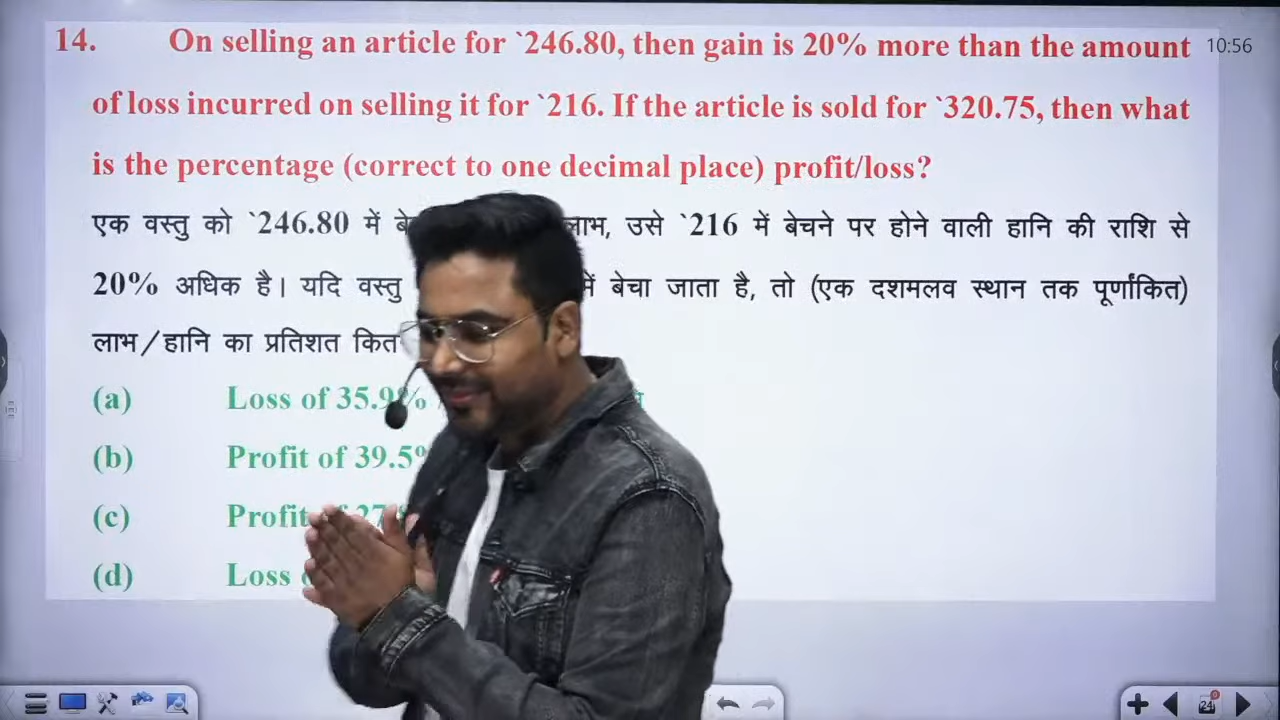 14. On selling an article for `246.80, then gain is 20% more than the amount
10:56
of loss incurred on selling it for `216. If the article is sold for `320.75, then what
is the percentage (correct to one decimal place) profit/loss?
एक वस्तु को `246.80 में लाभ, उसे `216 में बेचने पर होने वाली हानि की राशि से
20% अधिक है। यदि वस्तु में बेचा जाता है, तो (एक दशमलव स्थान तक पूर्णांकित)
लाभ/हानि का प्रतिशत
(a) Loss of 35.9%
(b) Profit of 39.5%
(c) Profit
(d) Loss
24